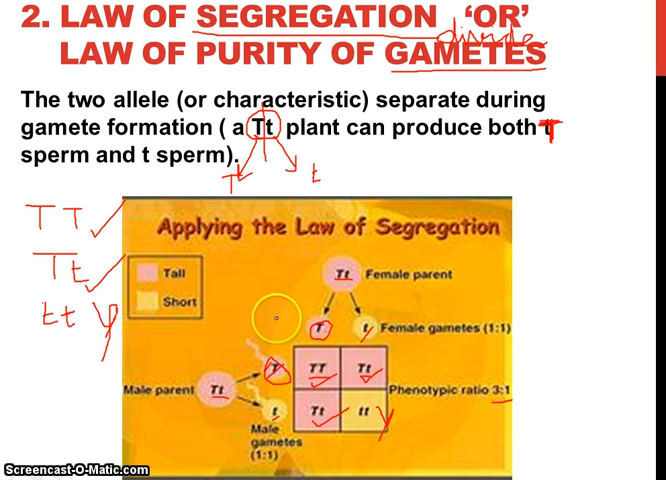 2. LAW OF SEGREGATION 'OR'
divide
LAW OF PURITY OF GAMETES
The two allele (or characteristic) separate during
gamete formation ( a Tt plant can produce both T
sperm and t sperm).
T t
T T
Tt
tt
Applying the Law of Segregation
Tall
Short
Tt Female parent
T t Female gametes (1:1)
T TT Tt
Male parent Tt
Phenotypic ratio 3:1
t Tt tt
Male
gametes
(1:1)
Screencast-O-Matic.com